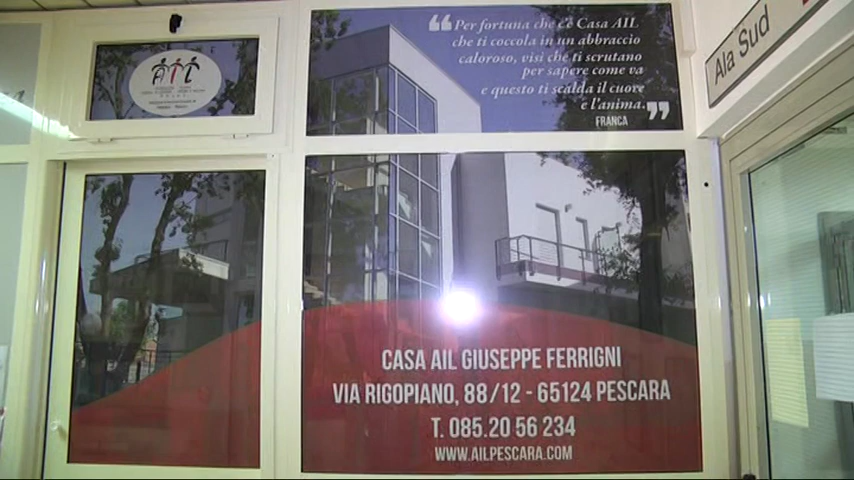 AIL
“ Per fortuna che c'è Casa AIL
che ti coccola in un abbraccio
caloroso, visi che ti scrutano
per sapere come va
e questo ti scalda il cuore
e l'anima. ”
FRANCA
Ala Sud
CASA AIL GIUSEPPE FERRIGNI
VIA RIGOPIANO, 88/12 - 65124 PESCARA
T. 085.20 56 234
WWW.AILPESCARA.COM